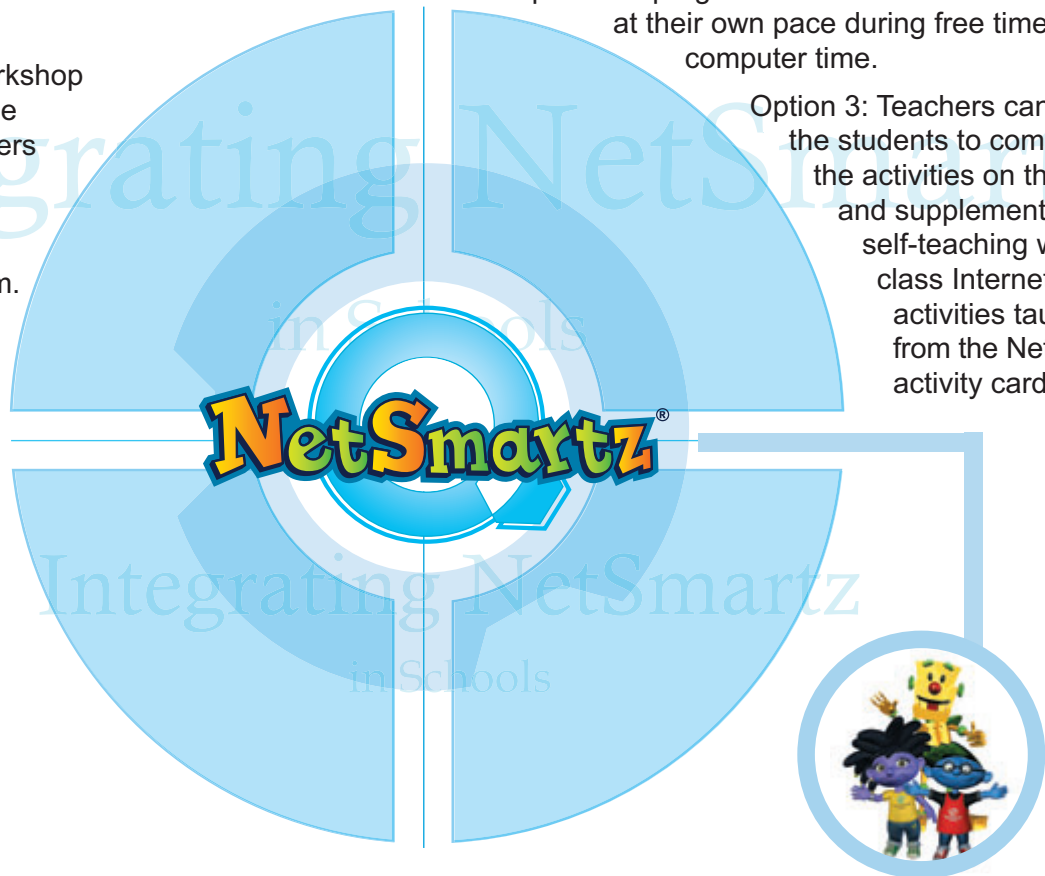 at their own pace during free time
computer time.
Option 3: Teachers can
the students to com
the activities on th
and supplement
self-teaching w
class Internet
activities tau
from the Net
activity card
rkshop
e
ers
m.
grating NetSmar
in Schools
NetSmartz®
Integrating NetSmartz
in Schools